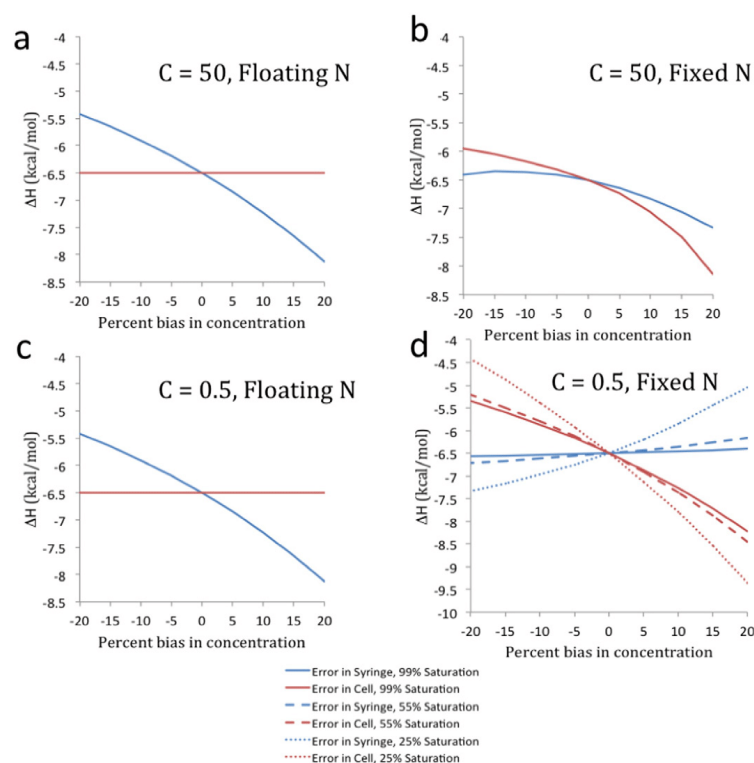 a
-4
-4.5
-5
-5.5
-6
-6.5
-7
-7.5
-8
-8.5
ΔH (kcal/mol)
C = 50, Floating N
-20 -15 -10 -5 0 5 10 15 20
Percent bias in concentration
b
-4
-4.5
-5
-5.5
-6
-6.5
-7
-7.5
-8
-8.5
ΔH (kcal/mol)
C = 50, Fixed N
-20 -15 -10 -5 0 5 10 15 20
Percent bias in concentration
c
-4
-4.5
-5
-5.5
-6
-6.5
-7
-7.5
-8
-8.5
ΔH (kcal/mol)
C = 0.5, Floating N
-20 -15 -10 -5 0 5 10 15 20
Percent bias in concentration
d
-4
-4.5
-5
-5.5
-6
-6.5
-7
-7.5
-8
-8.5
-9
-9.5
-10
ΔH (kcal/mol)
C = 0.5, Fixed N
-20 -15 -10 -5 0 5 10 15 20
Percent bias in concentration
Error in Syringe, 99% Saturation
Error in Cell, 99% Saturation
Error in Syringe, 55% Saturation
Error in Cell, 55% Saturation
Error in Syringe, 25% Saturation
Error in Cell, 25% Saturation